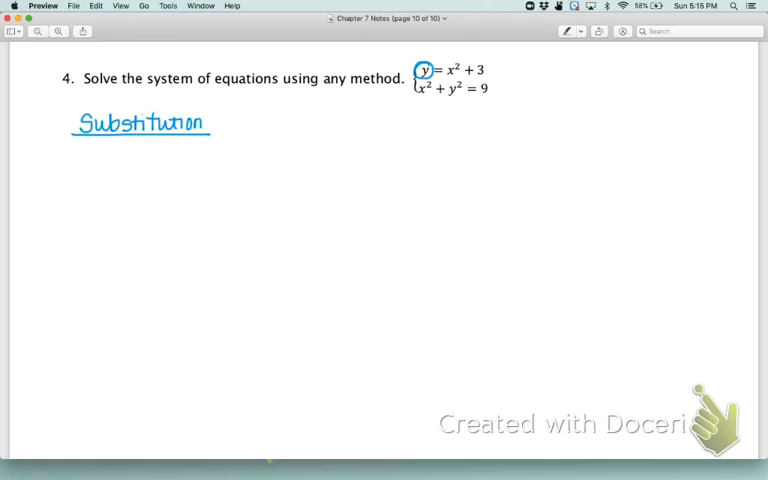 Preview File Edit View Go Tools Window Help 58% Sun 5:15 PM
Chapter 7 Notes (page 10 of 10)
Search
4. Solve the system of equations using any method. { y = x² + 3
x² + y² = 9
Substitution
Created with Doceri